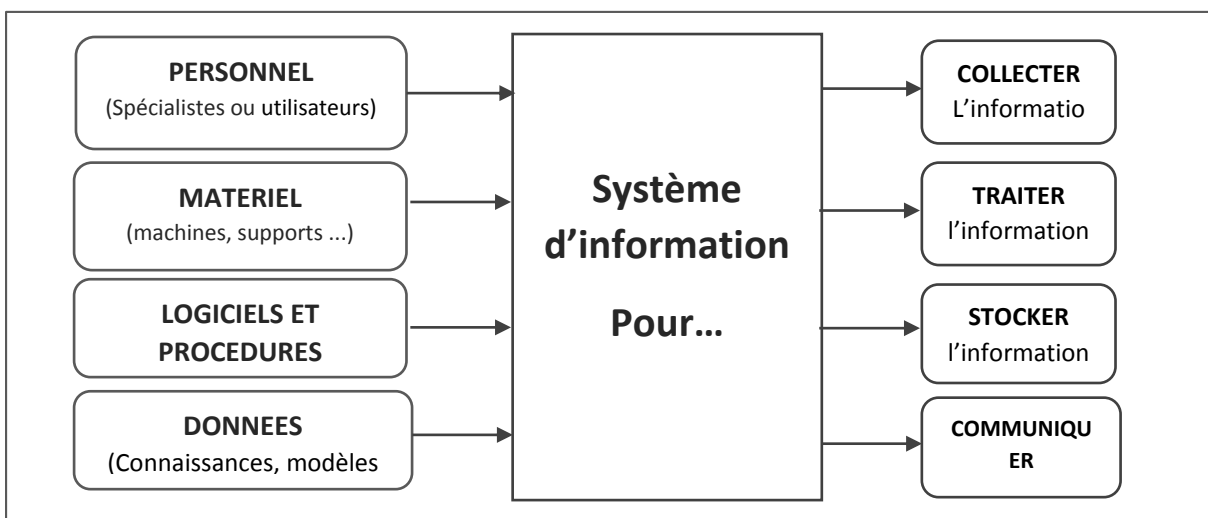 PERSONNEL
(Spécialistes ou utilisateurs)
MATERIEL
(machines, supports ...)
LOGICIELS ET
PROCEDURES
DONNEES
(Connaissances, modèles
Système
d’information
Pour...
COLLECTER
L’informatio
TRAITER
l’information
STOCKER
l’information
COMMUNIQU
ER